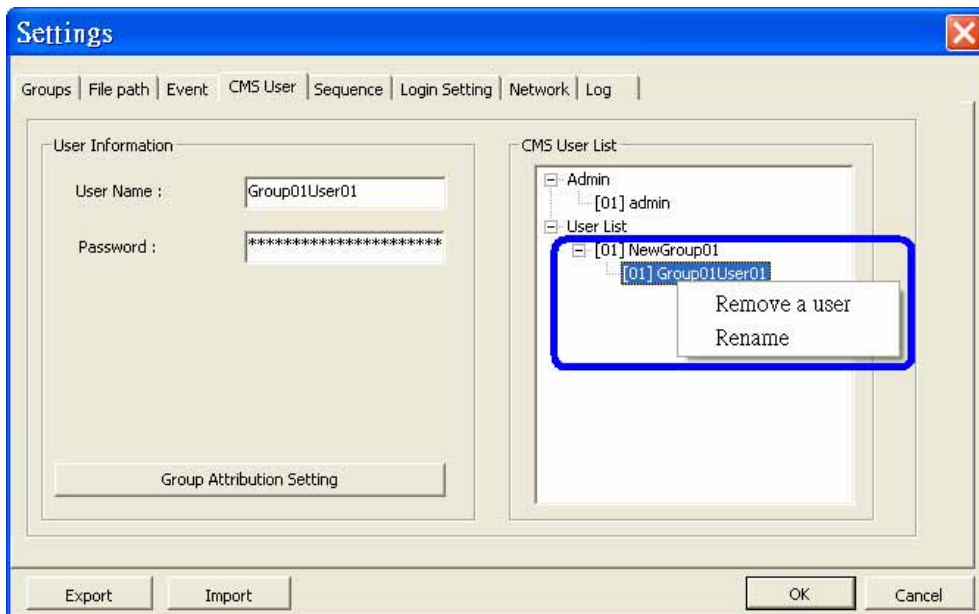 Settings
Groups File path Event CMS User Sequence Login Setting Network Log
User Information
User Name :
Group01User01
Password :
**********************
Group Attribution Setting
CMS User List
Admin
[01] admin
User List
[01] NewGroup01
[01] Group01User01
Remove a user
Rename
Export
Import
OK
Cancel